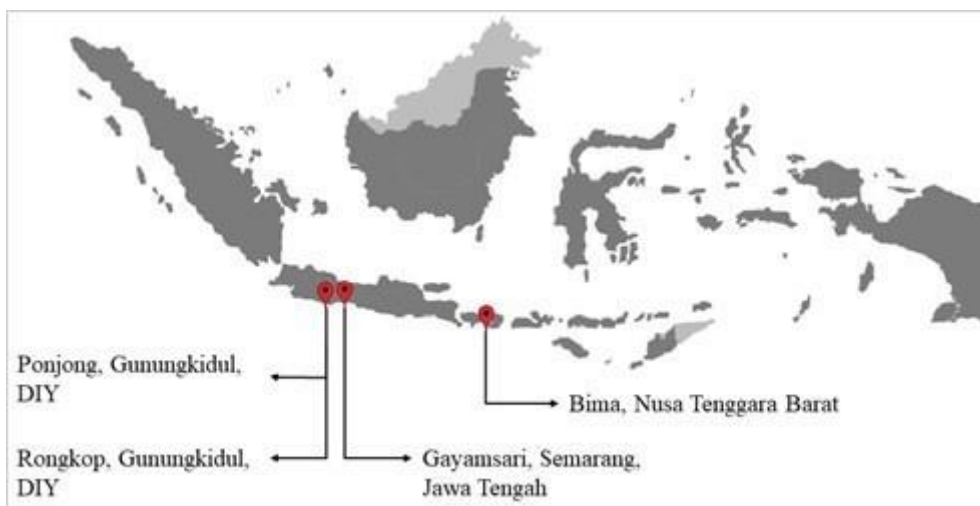 Ponjong, Gunungkidul,
DIY
Bima, Nusa Tenggara Barat
Rongkop, Gunungkidul,
DIY
Gayamsari, Semarang,
Jawa Tengah